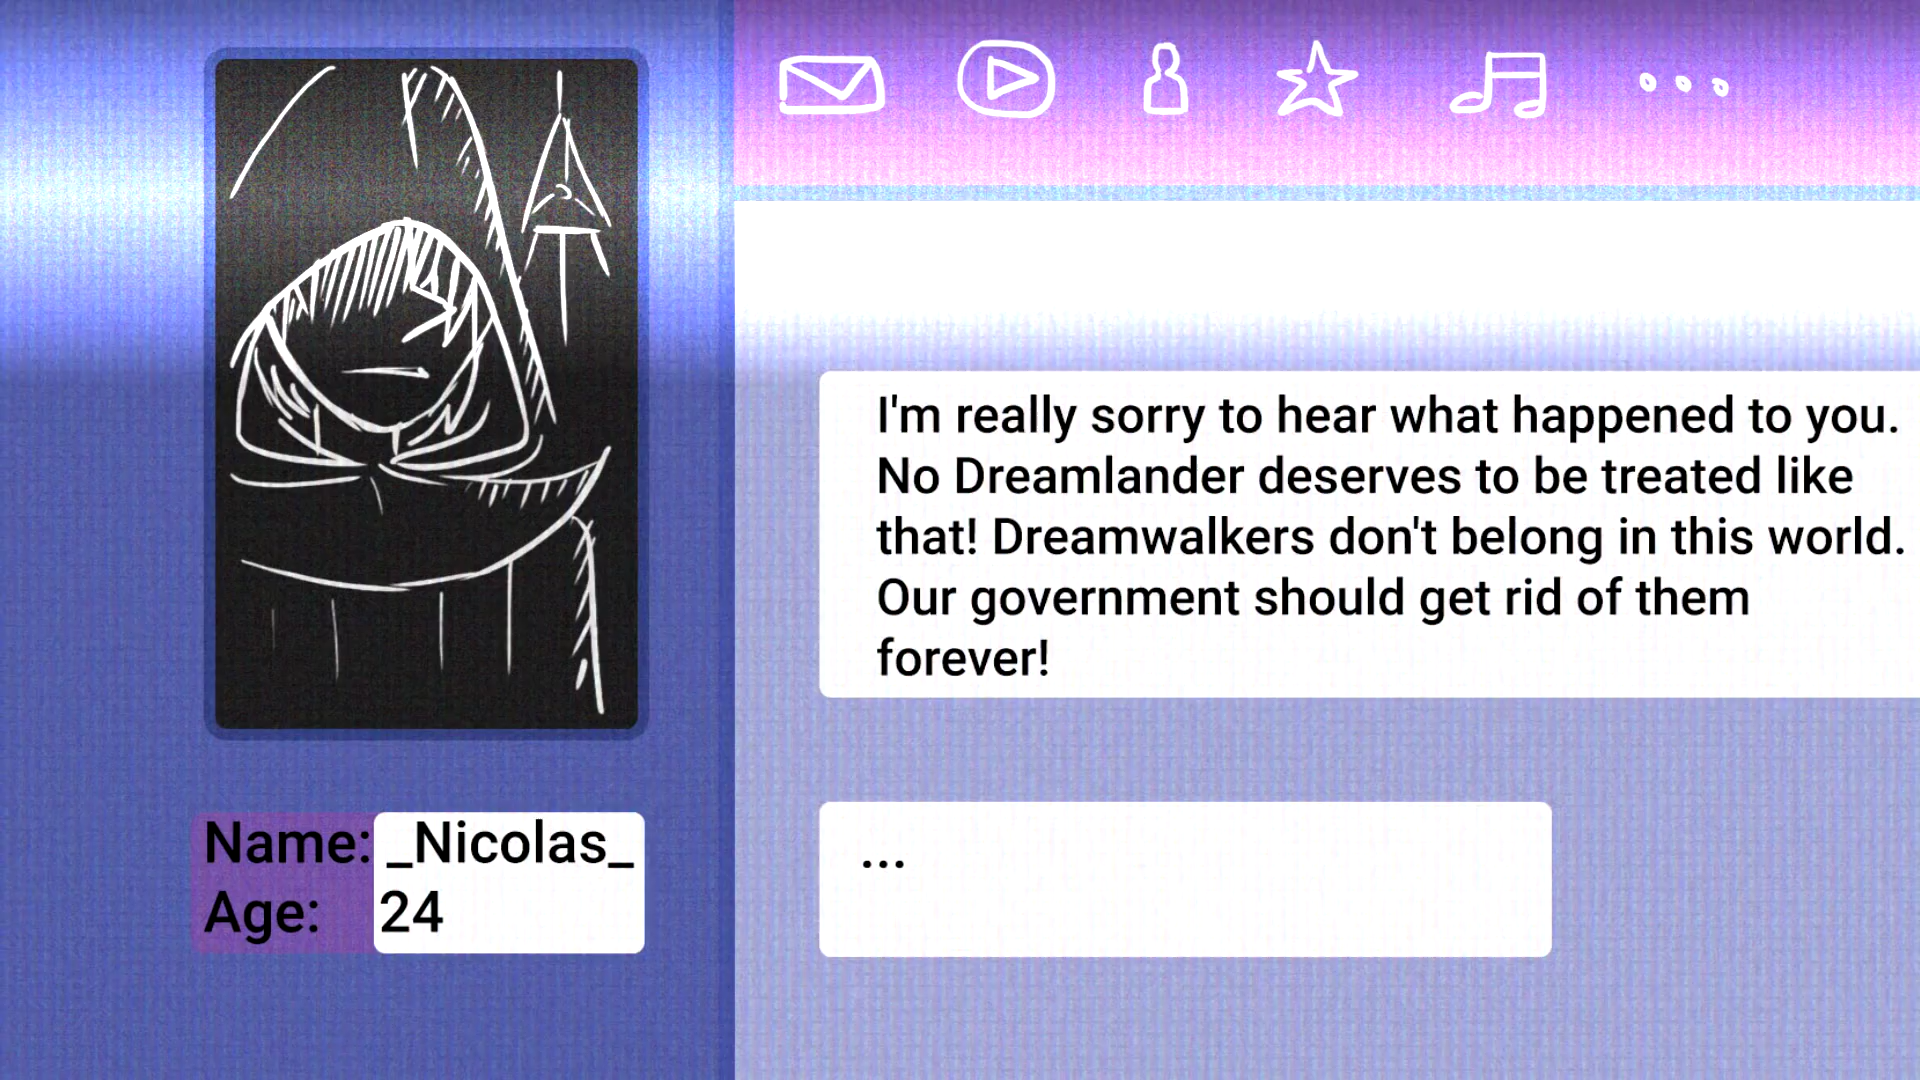 I'm really sorry to hear what happened to you.
No Dreamlander deserves to be treated like
that! Dreamwalkers don't belong in this world.
Our government should get rid of them
forever!
...
Name: _Nicolas_
Age: 24